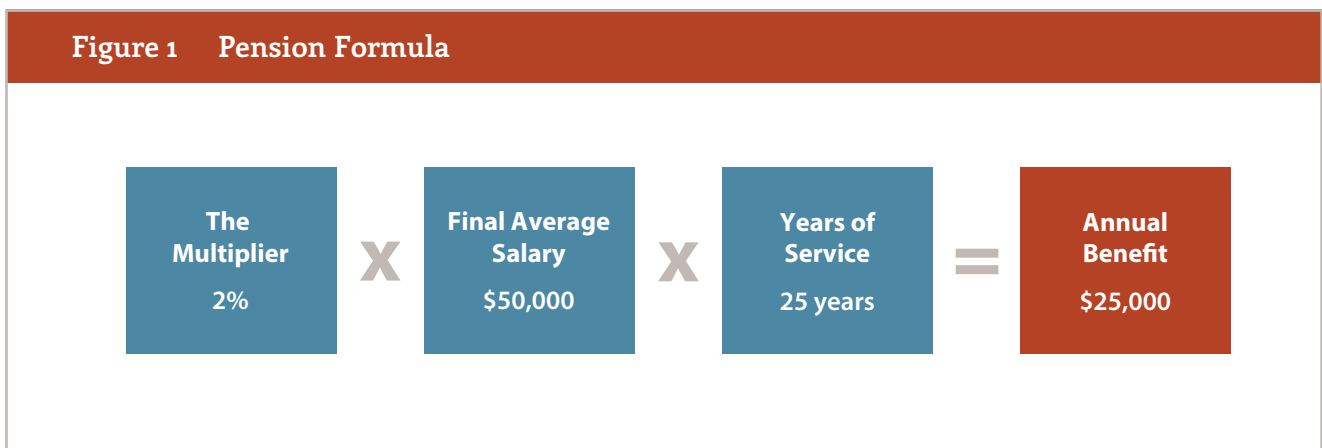 Figure 1 Pension Formula
The
Multiplier
2%
x
Final Average
Salary
$50,000
x
Years of
Service
25 years
=
Annual
Benefit
$25,000